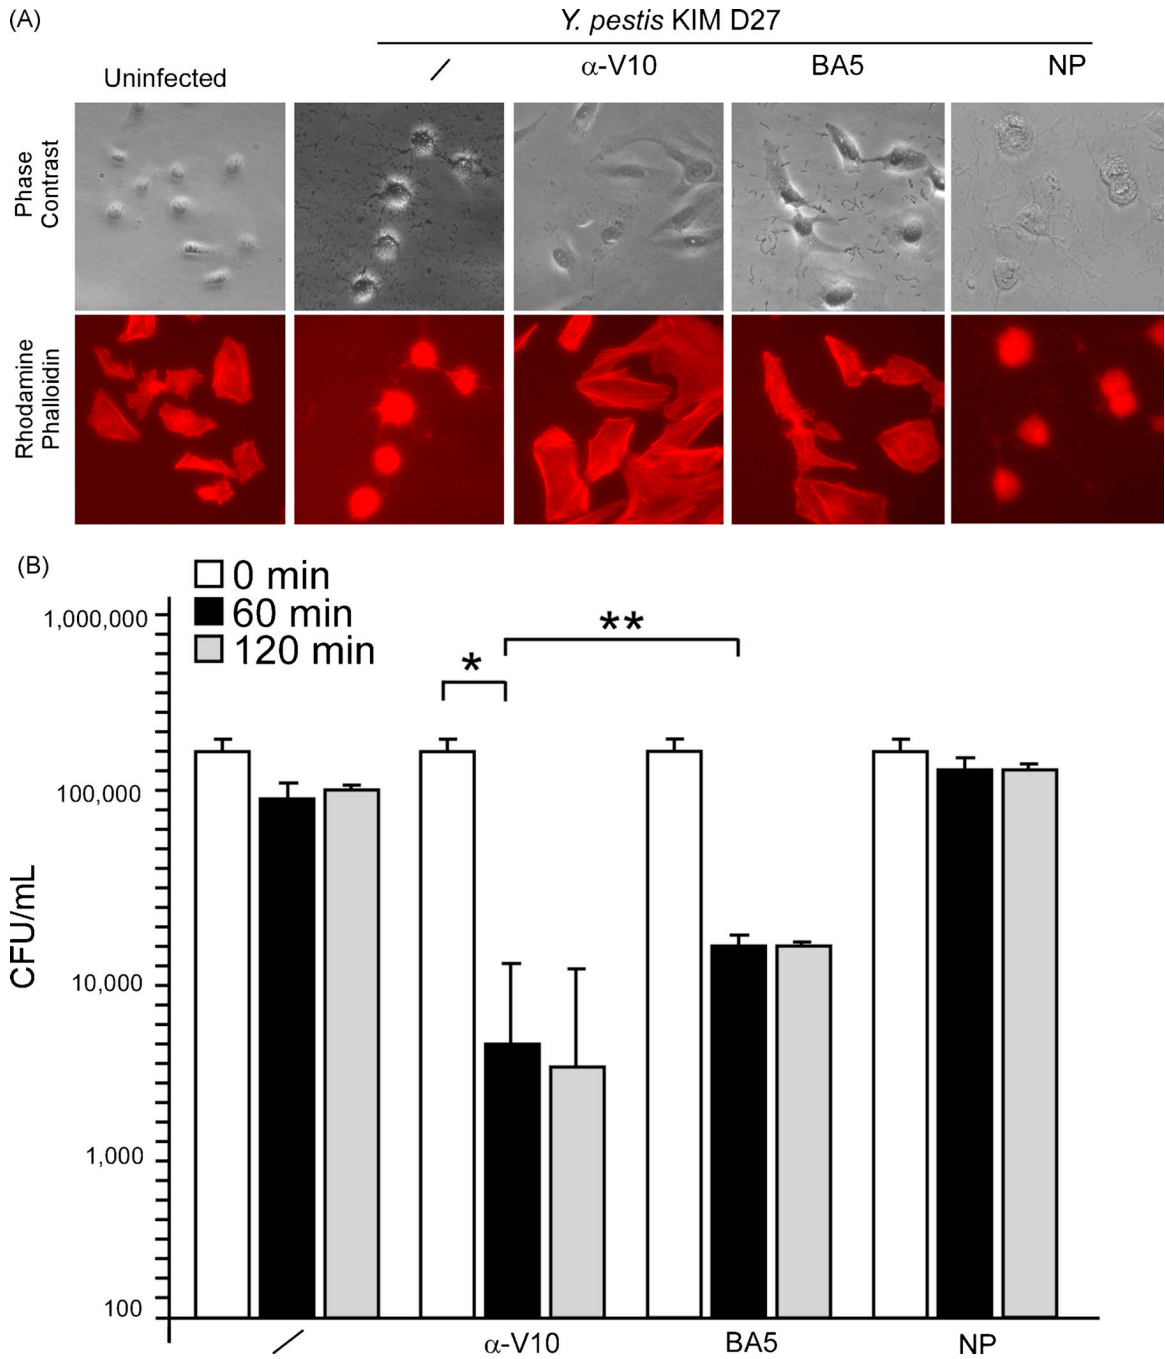 (A)
Y. pestis KIM D27
Uninfected
/
α-V10
BA5
NP
Phase
Contrast
Rhodamine
Phalloidin
(B)
0 min
60 min
120 min
*
**
CFU/mL
1,000,000
100,000
10,000
1,000
100
/
α-V10
BA5
NP